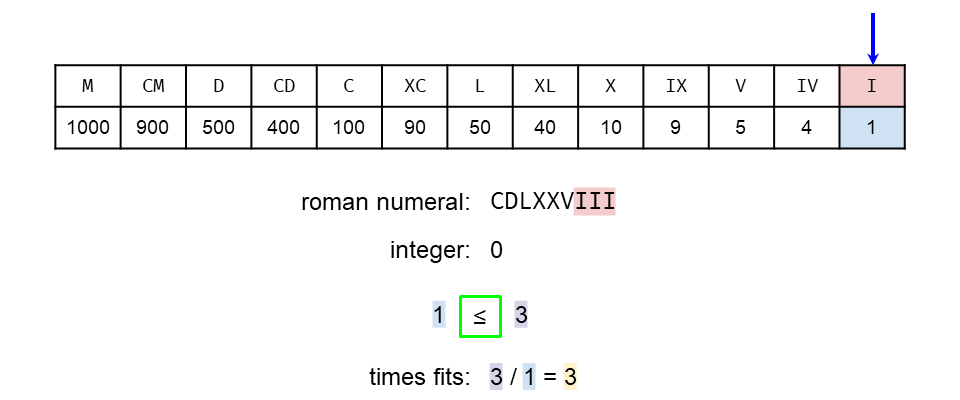 M CM D CD C XC L XL X IX V IV I
1000 900 500 400 100 90 50 40 10 9 5 4 1
roman numeral: CDLXXVIII
integer: 0
1 ≤ 3
times fits: 3 / 1 = 3